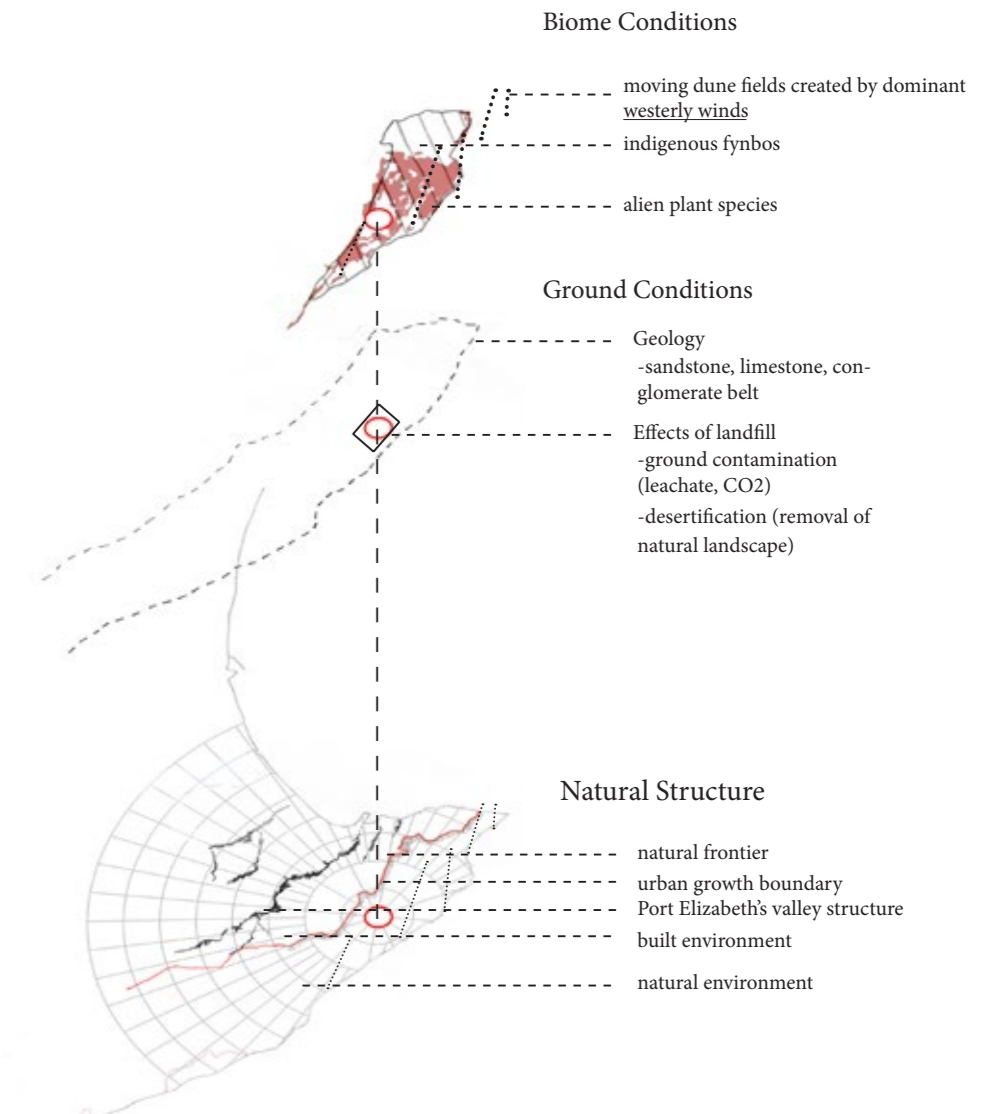 Biome Conditions
moving dune fields created by dominant
westerly winds
indigenous fynbos
alien plant species
Ground Conditions
Geology
-sandstone, limestone, con-
glomerate belt
Effects of landfill
-ground contamination
(leachate, CO2)
-desertification (removal of
natural landscape)
Natural Structure
natural frontier
urban growth boundary
Port Elizabeth's valley structure
built environment
natural environment